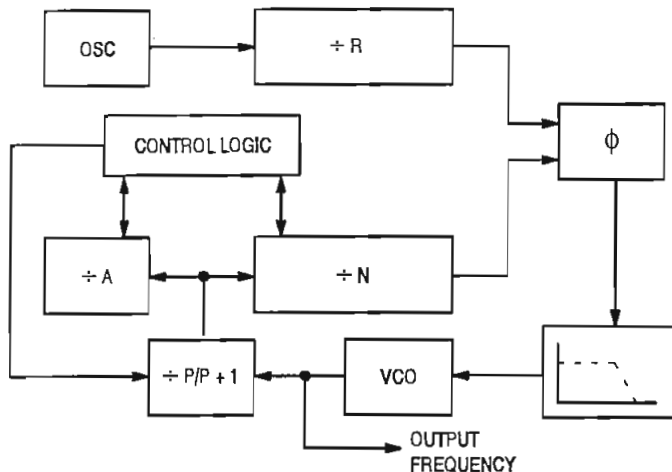 OSC
÷ R
CONTROL LOGIC
ϕ
÷ A
÷ N
÷ P/P + 1
VCO
OUTPUT
FREQUENCY